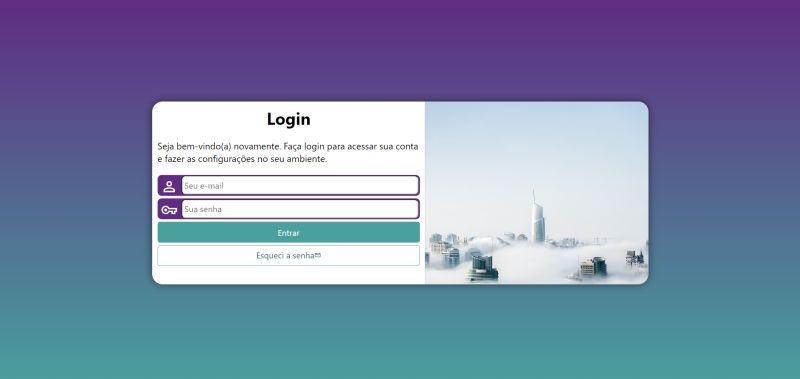 Login
Seja bem-vindo(a) novamente. Faça login para acessar sua conta
e fazer as configurações no seu ambiente.
Seu e-mail
Sua senha
Entrar
Esqueci a senha